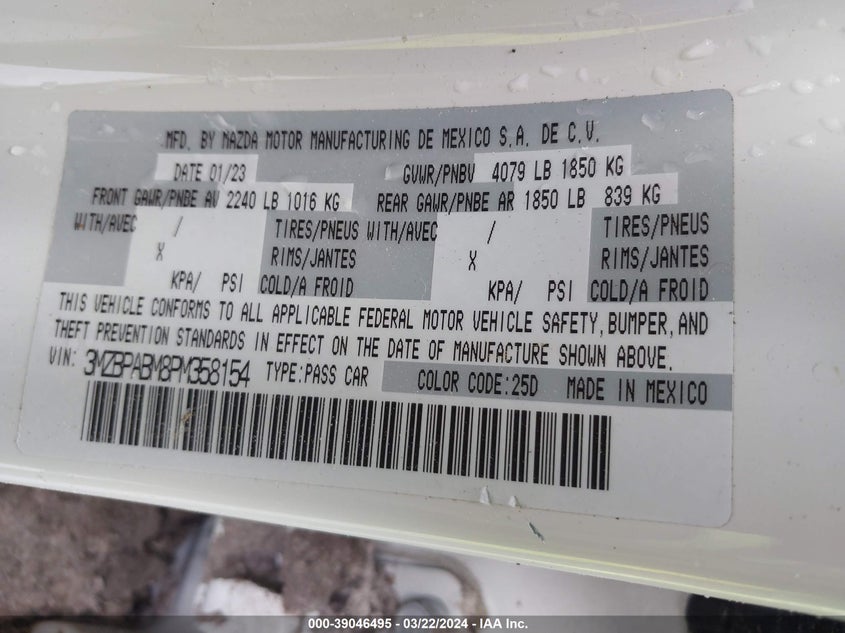 MFD. BY MAZDA MOTOR MANUFACTURING DE MEXICO S.A. DE C.V.
DATE 01/23 GVWR/PNBV 4079 LB 1850 KG
FRONT GAWR/PNBE AV 2240 LB 1016 KG REAR GAWR/PNBE AR 1850 LB 839 KG
WITH/AVEC / TIRES/PNEUS WITH/AVEC / TIRES/PNEUS
X RIMS/JANTES X RIMS/JANTES
KPA/ PSI COLD/A FROID KPA/ PSI COLD/A FROID
THIS VEHICLE CONFORMS TO ALL APPLICABLE FEDERAL MOTOR VEHICLE SAFETY, BUMPER, AND
THEFT PREVENTION STANDARDS IN EFFECT ON THE DATE OF MANUFACTURE SHOWN ABOVE.
VIN: 3MZBPABM8PM358154 TYPE:PASS CAR COLOR CODE:25D MADE IN MEXICO
000-39046495 - 03/22/2024 - IAA Inc.